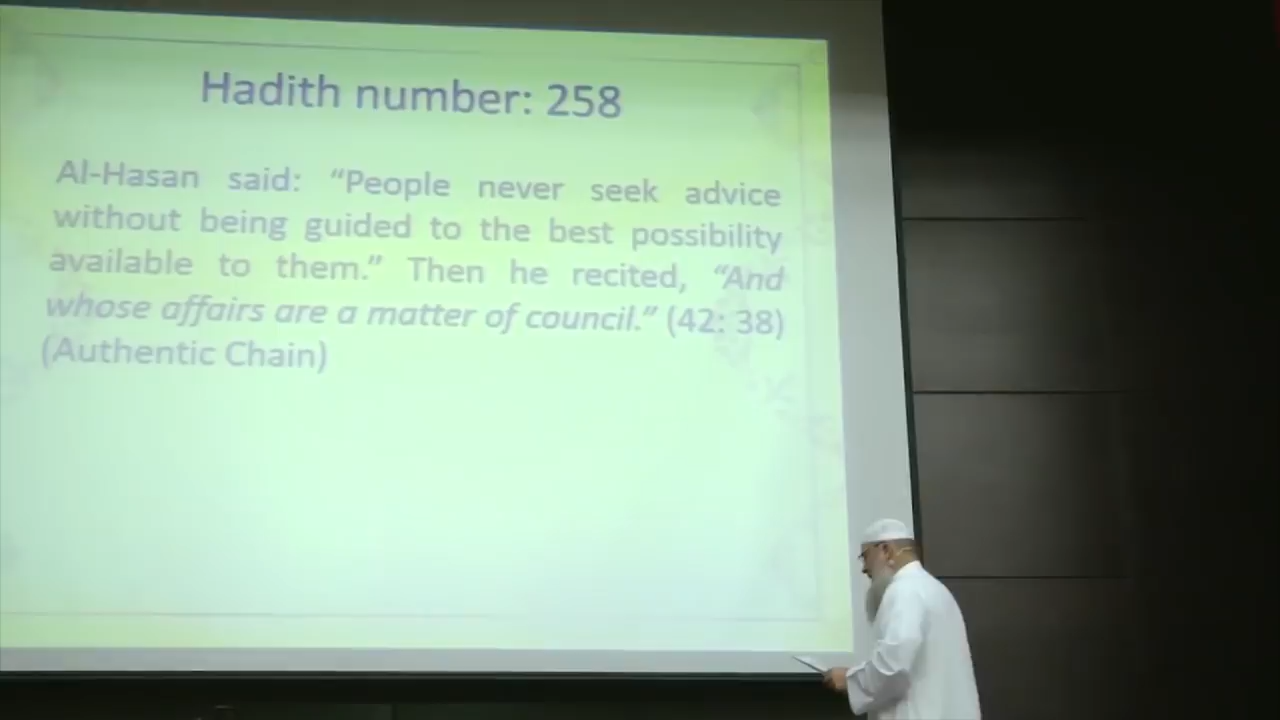 Hadith number: 258
Al-Hasan said: “People never seek advice
without being guided to the best possibility
available to them.” Then he recited, “And
whose affairs are a matter of council.” (42: 38)
(Authentic Chain)